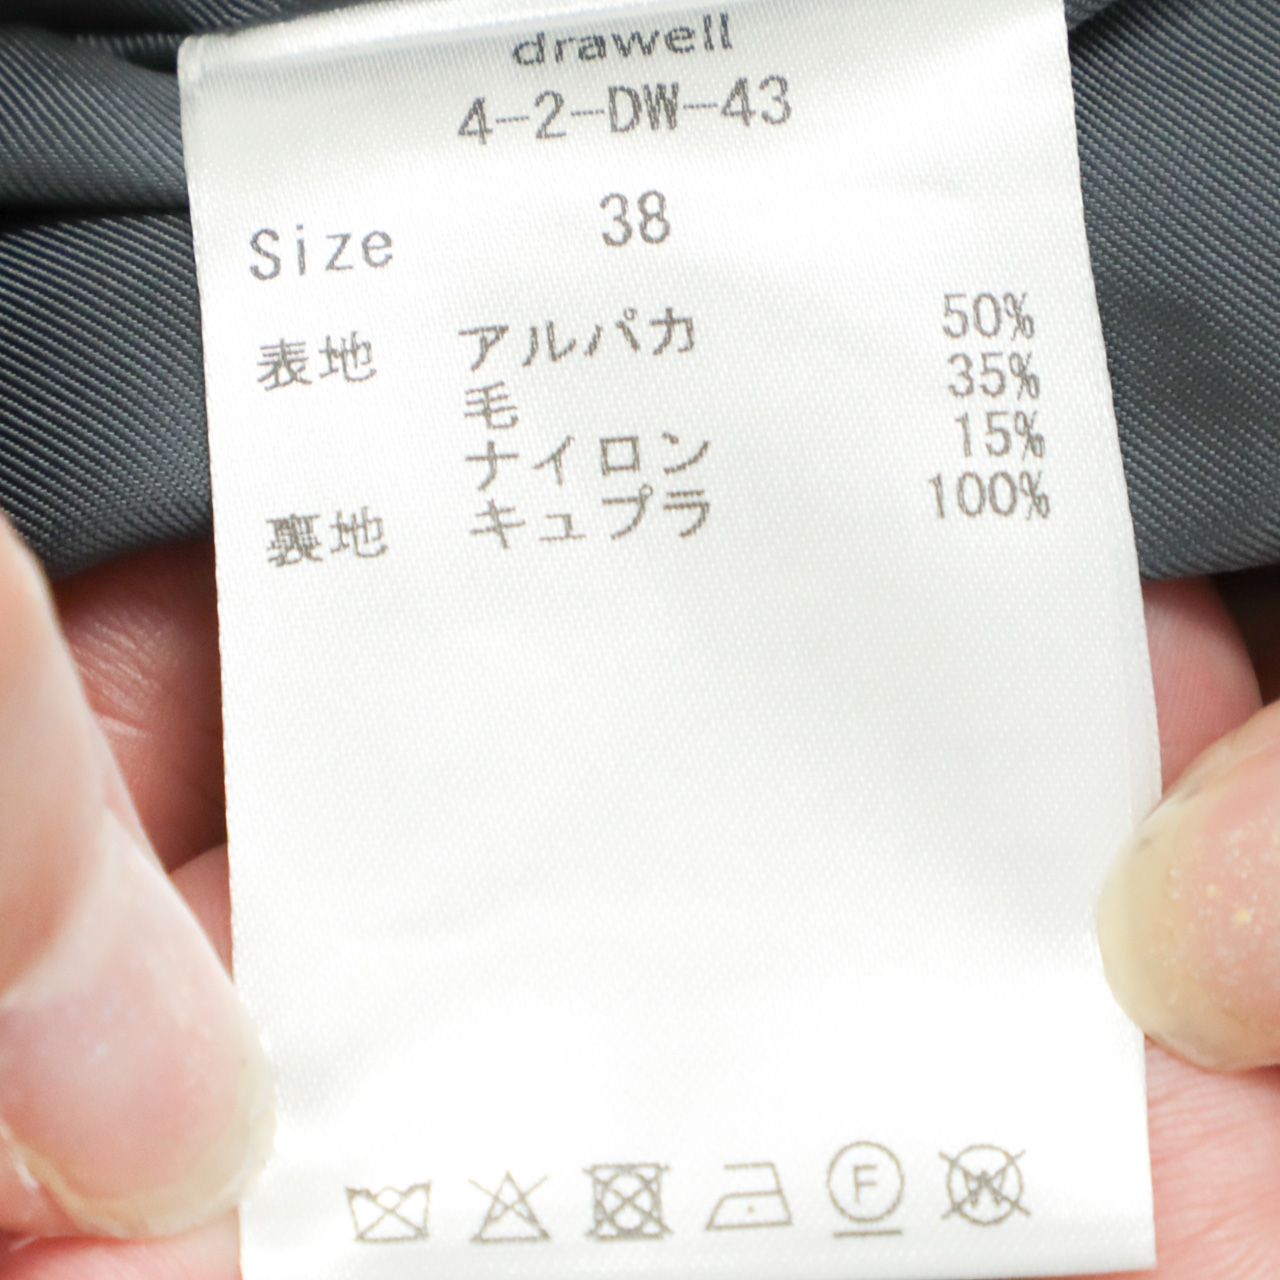 drawell
4-2-DW-43
Size 38
表地 アルパカ 50%
毛 35%
ナイロン 15%
裏地 キュプラ 100%
F
W